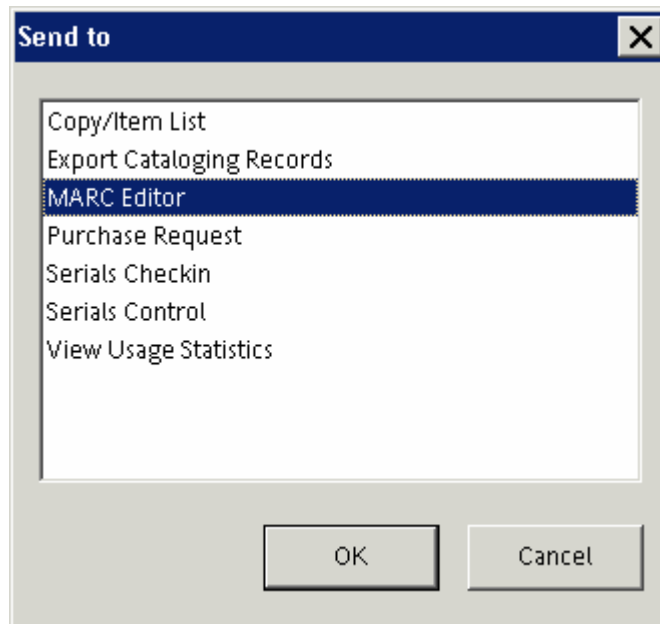 Send to
Copy/Item List
Export Cataloging Records
MARC Editor
Purchase Request
Serials Checkin
Serials Control
View Usage Statistics
OK
Cancel